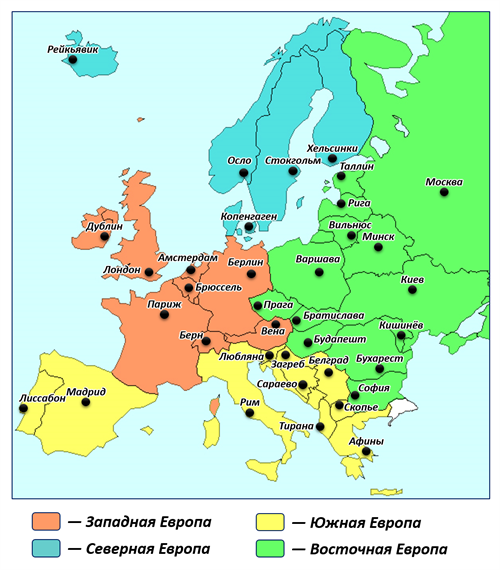 Рейкьявик
Хельсинки
Осло
Стокгольм
Таллин
Москва
Рига
Копенгаген
Вильнюс
Дублин
Минск
Амстердам
Варшава
Лондон
Берлин
Брюссель
Киев
Париж
Прага
Братислава
Вена
Кишинёв
Берн
Будапешт
Любляна
Загреб
Белград
Бухарест
Сараево
София
Мадрид
Лиссабон
Рим
Скопье
Тирана
Афины
— Западная Европа
— Южная Европа
— Северная Европа
— Восточная Европа